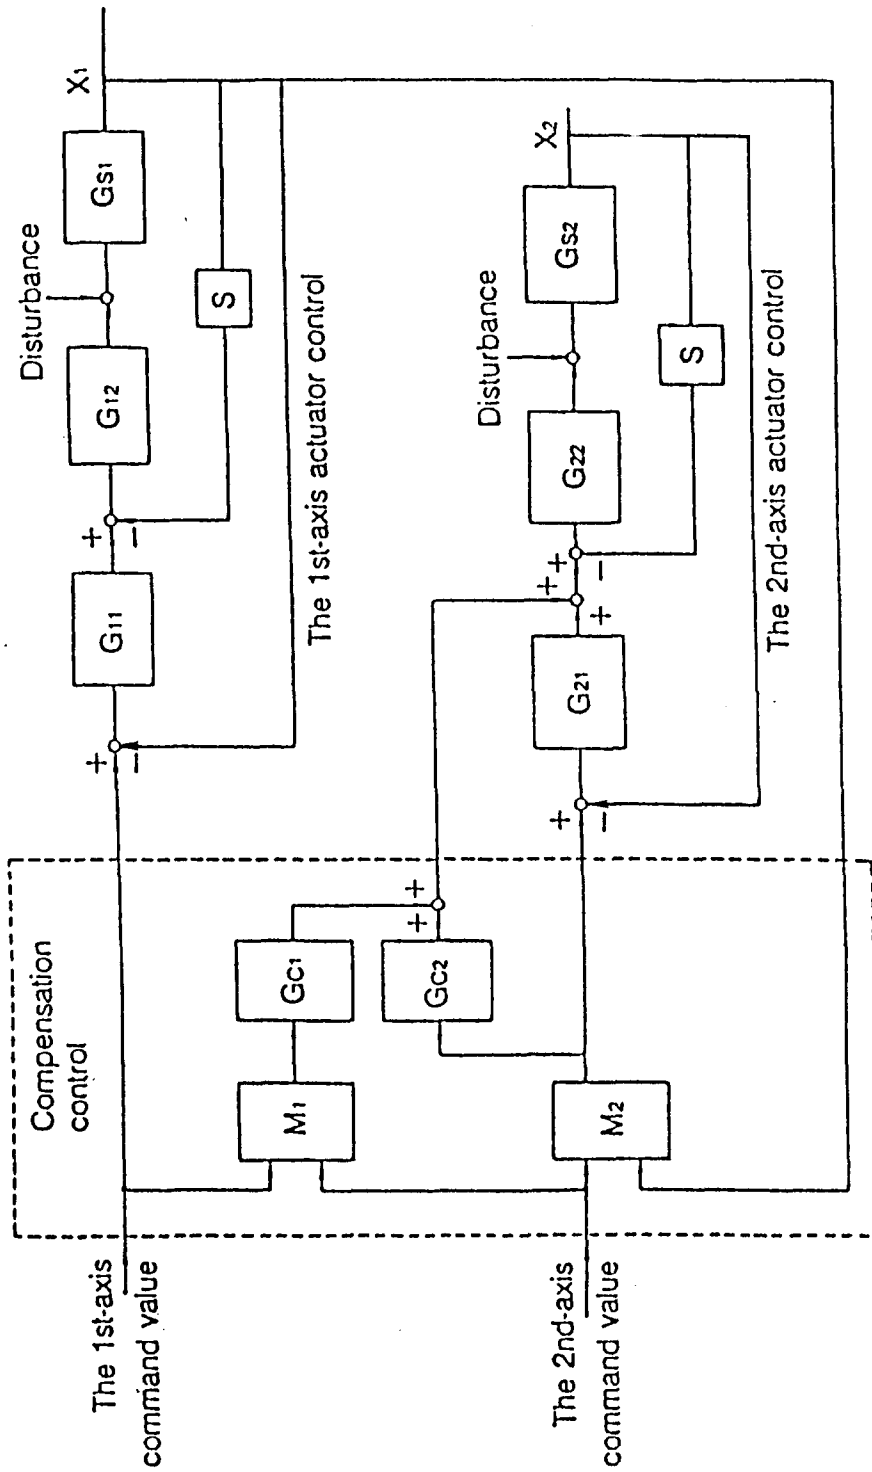 The 1st-axis
command value
Compensation
control
+
−
G11
+
−
G12
Disturbance
GS1
X1
S
The 1st-axis actuator control
M1
GC1
GC2
+
+
The 2nd-axis
command value
M2
+
−
G21
+
+
+
−
G22
Disturbance
GS2
X2
S
The 2nd-axis actuator control